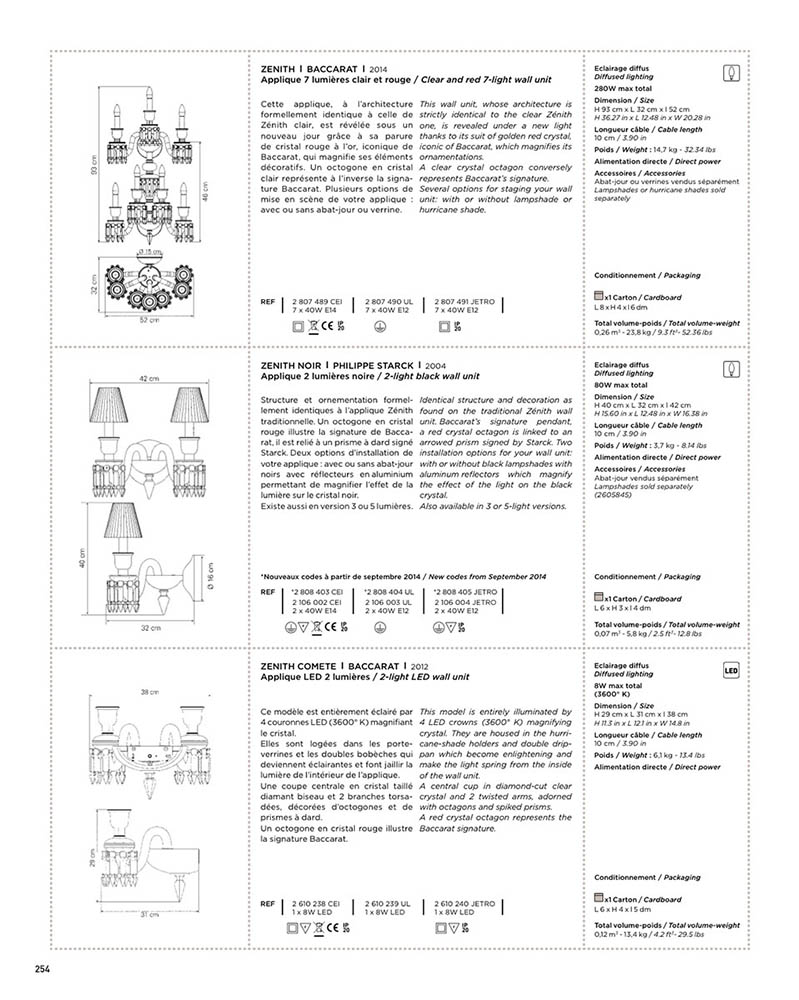 ZENITH | BACCARAT | 2014
Applique 7 lumières clair et rouge / Clear and red 7-light wall unit
Cette applique, à l'architecture
formellement identique à celle de
Zénith clair, est révélée sous un
nouveau jour grâce à sa parure
de cristal rouge à l'or, iconique de
Baccarat, qui magnifie ses éléments
décoratifs. Un octogone en cristal
clair représente à l'inverse la signa-
ture Baccarat. Plusieurs options de
mise en scène de votre applique :
avec ou sans abat-jour ou verrine.
This wall unit, whose architecture is
strictly identical to the clear Zénith
one, is revealed under a new light
thanks to its suit of golden red crystal,
iconic of Baccarat, which magnifies its
ornamentations.
A clear crystal octagon conversely
represents Baccarat's signature.
Several options for staging your wall
unit: with or without lampshade or
hurricane shade.
REF
2 807 489 CEI
7 x 40W E14
2 807 490 UL
7 x 40W E12
2 807 491 JETRO
7 x 40W E12
CE IP 20
IP 20
Eclairage diffus
Diffused lighting
280W max total
Dimension / Size
H 93 cm x L 32 cm x l 52 cm
H 36.27 in x L 12.48 in x W 20.28 in
Longueur câble / Cable length
10 cm / 3.90 in
Poids / Weight : 14,7 kg - 32.34 lbs
Alimentation directe / Direct power
Accessoires / Accessories
Abat-jour ou verrines vendus séparément
Lampshades or hurricane shades sold
separately
Conditionnement / Packaging
x1 Carton / Cardboard
L 8 x H 4 x l 6 dm
Total volume-poids / Total volume-weight
0,26 m³ - 23,8 kg / 9.3 ft³- 52.36 lbs
93 cm
46 cm
Ø 15 cm
32 cm
52 cm
ZENITH NOIR | PHILIPPE STARCK | 2004
Applique 2 lumières noire / 2-light black wall unit
Structure et ornementation formel-
lement identiques à l'applique Zénith
traditionnelle. Un octogone en cristal
rouge illustre la signature de Bacca-
rat, il est relié à un prisme à dard signé
Starck. Deux options d'installation de
votre applique : avec ou sans abat-jour
noirs avec réflecteurs en aluminium
permettant de magnifier l'effet de la
lumière sur le cristal noir.
Existe aussi en version 3 ou 5 lumières.
Identical structure and decoration as
found on the traditional Zénith wall
unit. Baccarat's signature pendant,
a red crystal octagon is linked to an
arrowed prism signed by Starck. Two
installation options for your wall unit:
with or without black lampshades with
aluminum reflectors which magnify
the effect of the light on the black
crystal.
Also available in 3 or 5-light versions.
*Nouveaux codes à partir de septembre 2014 / New codes from September 2014
REF
*2 808 403 CEI
2 106 002 CEI
2 x 40W E14
*2 808 404 UL
2 106 003 UL
2 x 40W E12
*2 808 405 JETRO
2 106 004 JETRO
2 x 40W E12
CE IP 20
IP 20
Eclairage diffus
Diffused lighting
80W max total
Dimension / Size
H 40 cm x L 32 cm x l 42 cm
H 15.60 in x L 12.48 in x W 16.38 in
Longueur câble / Cable length
10 cm / 3.90 in
Poids / Weight : 3,7 kg - 8.14 lbs
Alimentation directe / Direct power
Accessoires / Accessories
Abat-jour vendus séparément
Lampshades sold separately
(2605845)
Conditionnement / Packaging
x1 Carton / Cardboard
L 6 x H 3 x l 4 dm
Total volume-poids / Total volume-weight
0,07 m³ - 5,8 kg / 2.5 ft³- 12.8 lbs
42 cm
40 cm
Ø 16 cm
32 cm
ZENITH COMETE | BACCARAT | 2012
Applique LED 2 lumières / 2-light LED wall unit
Ce modèle est entièrement éclairé par
4 couronnes LED (3600° K) magnifiant
le cristal.
Elles sont logées dans les porte-
verrines et les doubles bobèches qui
deviennent éclairantes et font jaillir la
lumière de l'intérieur de l'applique.
Une coupe centrale en cristal taillé
diamant biseau et 2 branches torsa-
dées, décorées d'octogones et de
prismes à dard.
Un octogone en cristal rouge illustre
la signature Baccarat.
This model is entirely illuminated by
4 LED crowns (3600° K) magnifying
crystal. They are housed in the hurri-
cane-shade holders and double drip-
pan which become enlightening and
make the light spring from the inside
of the wall unit.
A central cup in diamond-cut clear
crystal and 2 twisted arms, adorned
with octagons and spiked prisms.
A red crystal octagon represents the
Baccarat signature.
REF
2 610 238 CEI
1 x 8W LED
2 610 239 UL
1 x 8W LED
2 610 240 JETRO
1 x 8W LED
CE IP 20
IP 20
Eclairage diffus
Diffused lighting
LED
8W max total
(3600° K)
Dimension / Size
H 29 cm x L 31 cm x l 38 cm
H 11.3 in x L 12.1 in x W 14.8 in
Longueur câble / Cable length
10 cm / 3.90 in
Poids / Weight : 6,1 kg - 13.4 lbs
Alimentation directe / Direct power
Conditionnement / Packaging
x1 Carton / Cardboard
L 6 x H 4 x l 5 dm
Total volume-poids / Total volume-weight
0,12 m³ - 13,4 kg / 4.2 ft³- 29.5 lbs
38 cm
29 cm
31 cm
254